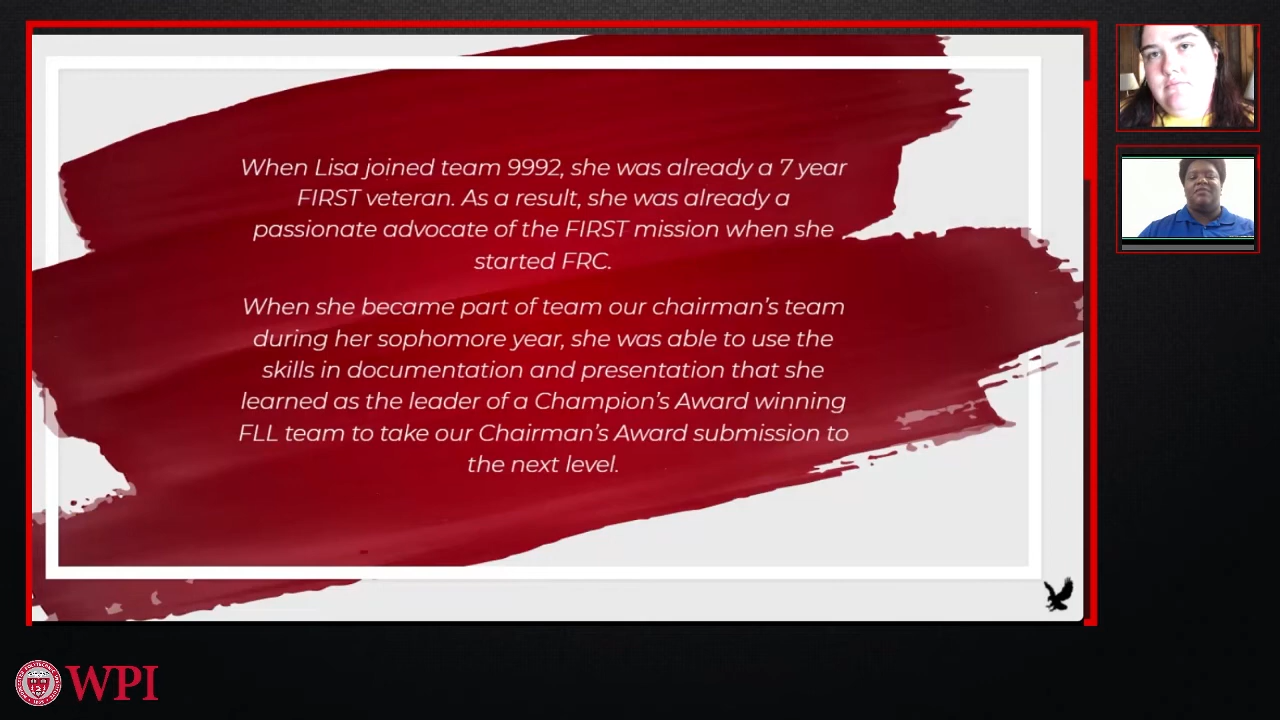 When Lisa joined team 9992, she was already a 7 year
FIRST veteran. As a result, she was already a
passionate advocate of the FIRST mission when she
started FRC.
When she became part of team our chairman's team
during her sophomore year, she was able to use the
skills in documentation and presentation that she
learned as the leader of a Champion's Award winning
FLL team to take our Chairman's Award submission to
the next level.
WPI